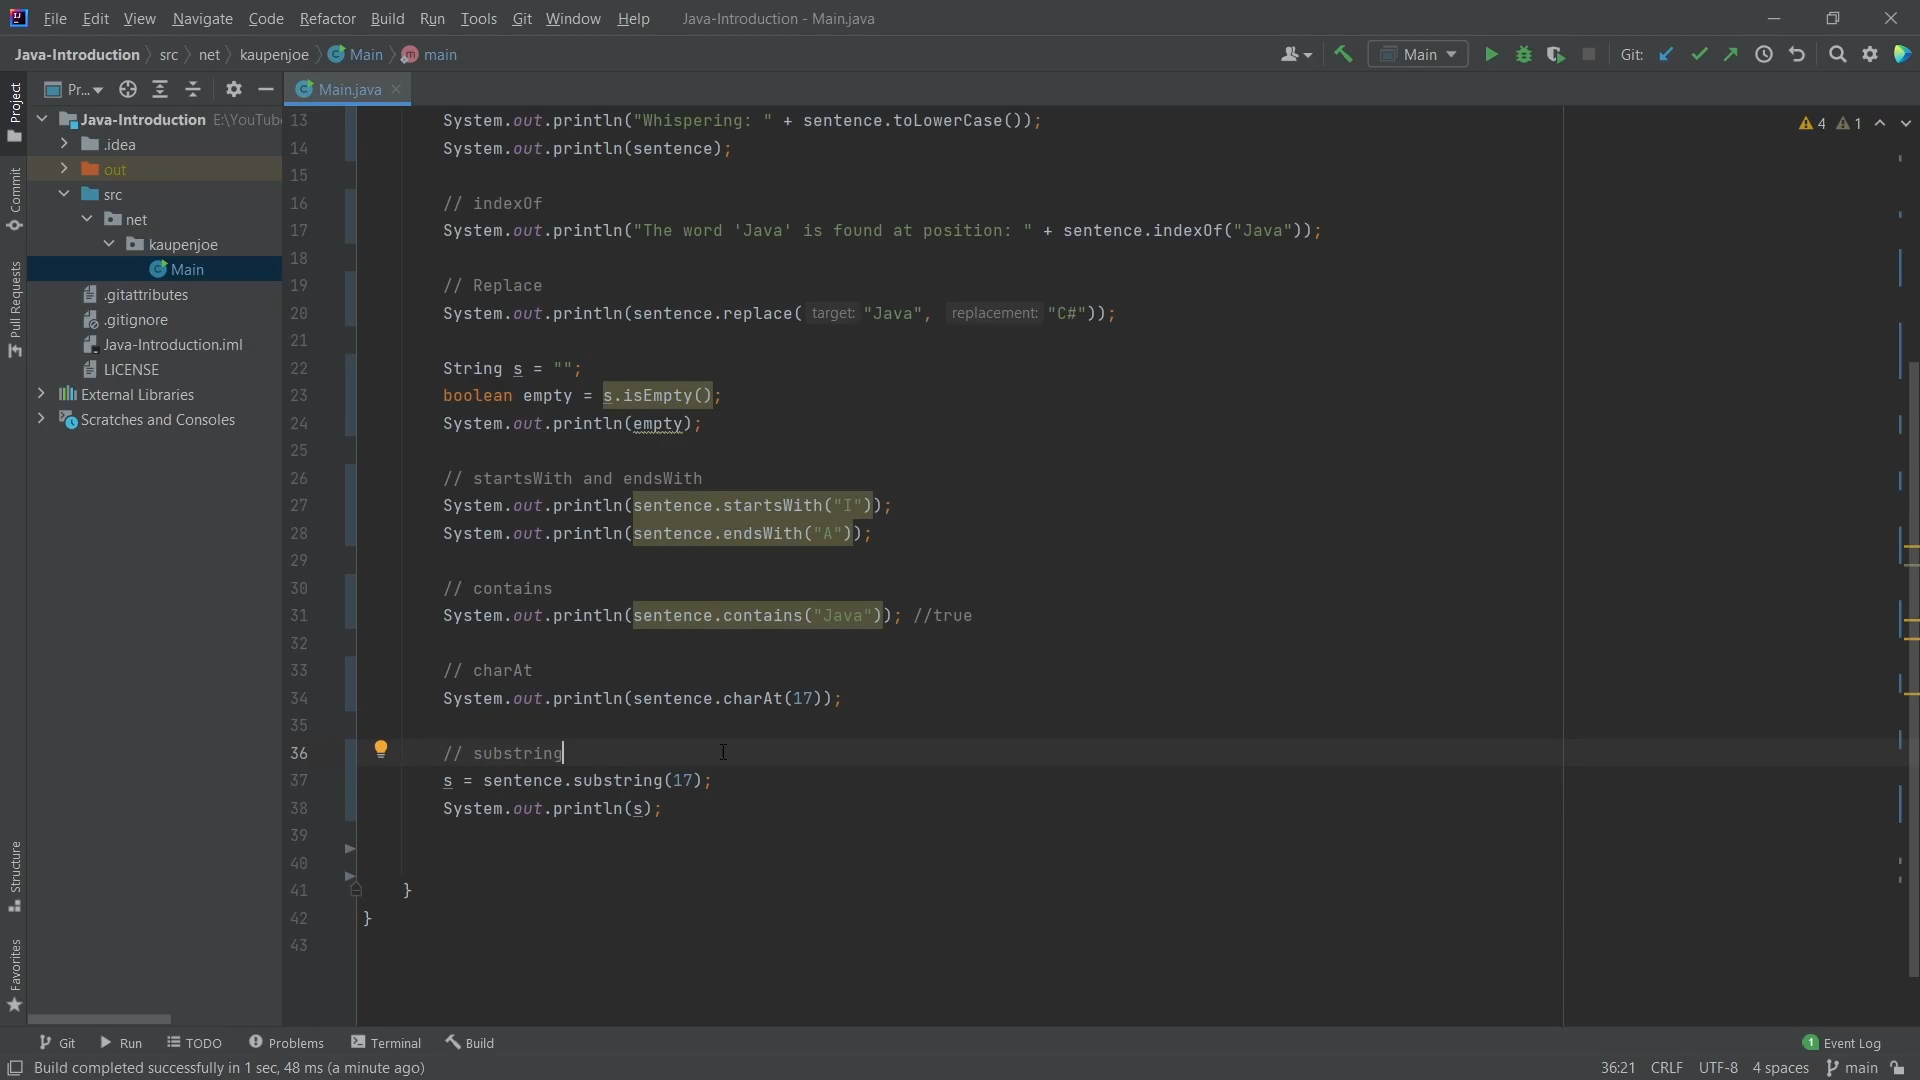 File Edit View Navigate Code Refactor Build Run Tools Git Window Help Java-Introduction - Main.java
Java-Introduction src net kaupenjoe Main main Main Git:
Project
Pr... Main.java
Java-Introduction E:\YouTub
.idea
out
src
net
kaupenjoe
Main
.gitattributes
.gitignore
Java-Introduction.iml
LICENSE
External Libraries
Scratches and Consoles
Commit
Pull Requests
Structure
Favorites
4 1
13 System.out.println("Whispering: " + sentence.toLowerCase());
14 System.out.println(sentence);
15
16 // indexOf
17 System.out.println("The word 'Java' is found at position: " + sentence.indexOf("Java"));
18
19 // Replace
20 System.out.println(sentence.replace( target: "Java", replacement: "C#"));
21
22 String s = "";
23 boolean empty = s.isEmpty();
24 System.out.println(empty);
25
26 // startsWith and endsWith
27 System.out.println(sentence.startsWith("I"));
28 System.out.println(sentence.endsWith("A"));
29
30 // contains
31 System.out.println(sentence.contains("Java")); //true
32
33 // charAt
34 System.out.println(sentence.charAt(17));
35
36 // substring
37 s = sentence.substring(17);
38 System.out.println(s);
39
40
41 }
42 }
43
Git Run TODO Problems Terminal Build 1 Event Log
Build completed successfully in 1 sec, 48 ms (a minute ago) 36:21 CRLF UTF-8 4 spaces main